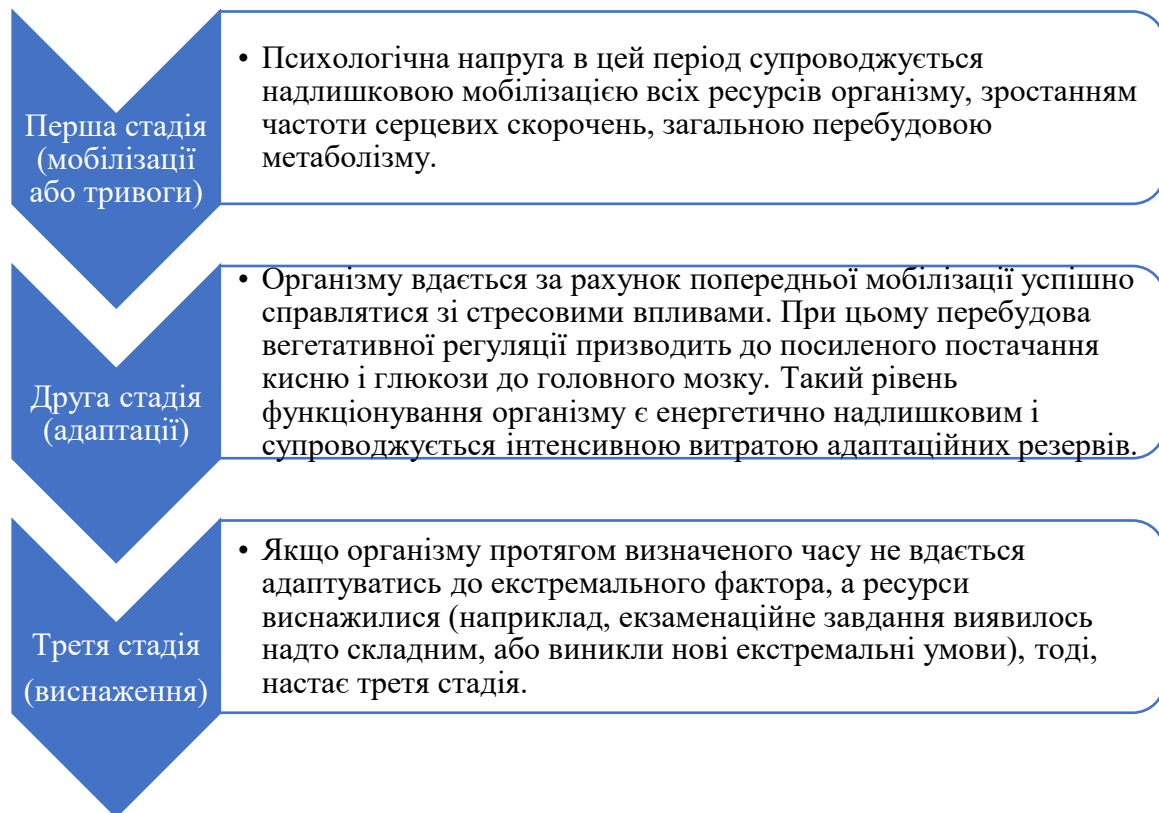 Перша стадія
(мобілізації
або тривоги)
• Психологічна напруга в цей період супроводжується
надлишковою мобілізацією всіх ресурсів організму, зростанням
частоти серцевих скорочень, загальною перебудовою
метаболізму.
Друга стадія
(адаптації)
• Організму вдається за рахунок попередньої мобілізації успішно
справлятися зі стресовими впливами. При цьому перебудова
вегетативної регуляції призводить до посиленого постачання
кисню і глюкози до головного мозку. Такий рівень
функціонування організму є енергетично надлишковим і
супроводжується інтенсивною витратою адаптаційних резервів.
Третя стадія
(виснаження)
• Якщо організму протягом визначеного часу не вдається
адаптуватись до екстремального фактора, а ресурси
виснажилися (наприклад, екзаменаційне завдання виявилось
надто складним, або виникли нові екстремальні умови), тоді,
настає третя стадія.